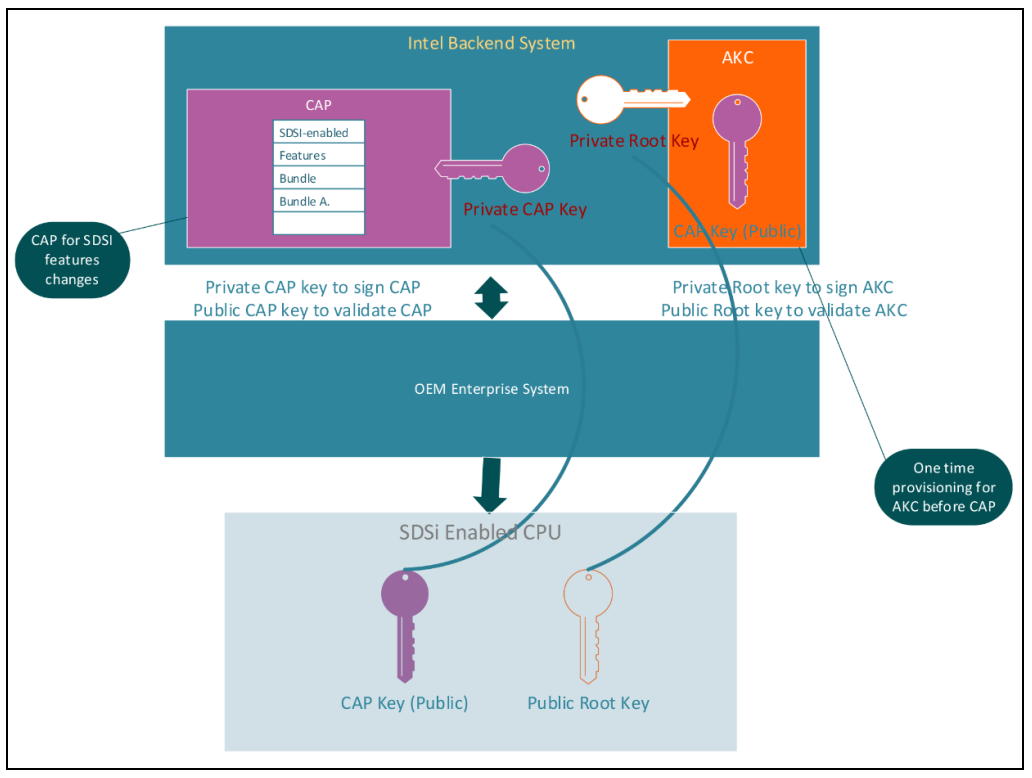 Intel Backend System
AKC
CAP
SDSI-enabled
Features
Bundle
Bundle A.
Private Root Key
Private CAP Key
CAP Key (Public)
CAP for SDSI
features
changes
Private CAP key to sign CAP
Public CAP key to validate CAP
Private Root key to sign AKC
Public Root key to validate AKC
OEM Enterprise System
One time
provisioning for
AKC before CAP
SDSi Enabled CPU
CAP Key (Public)
Public Root Key